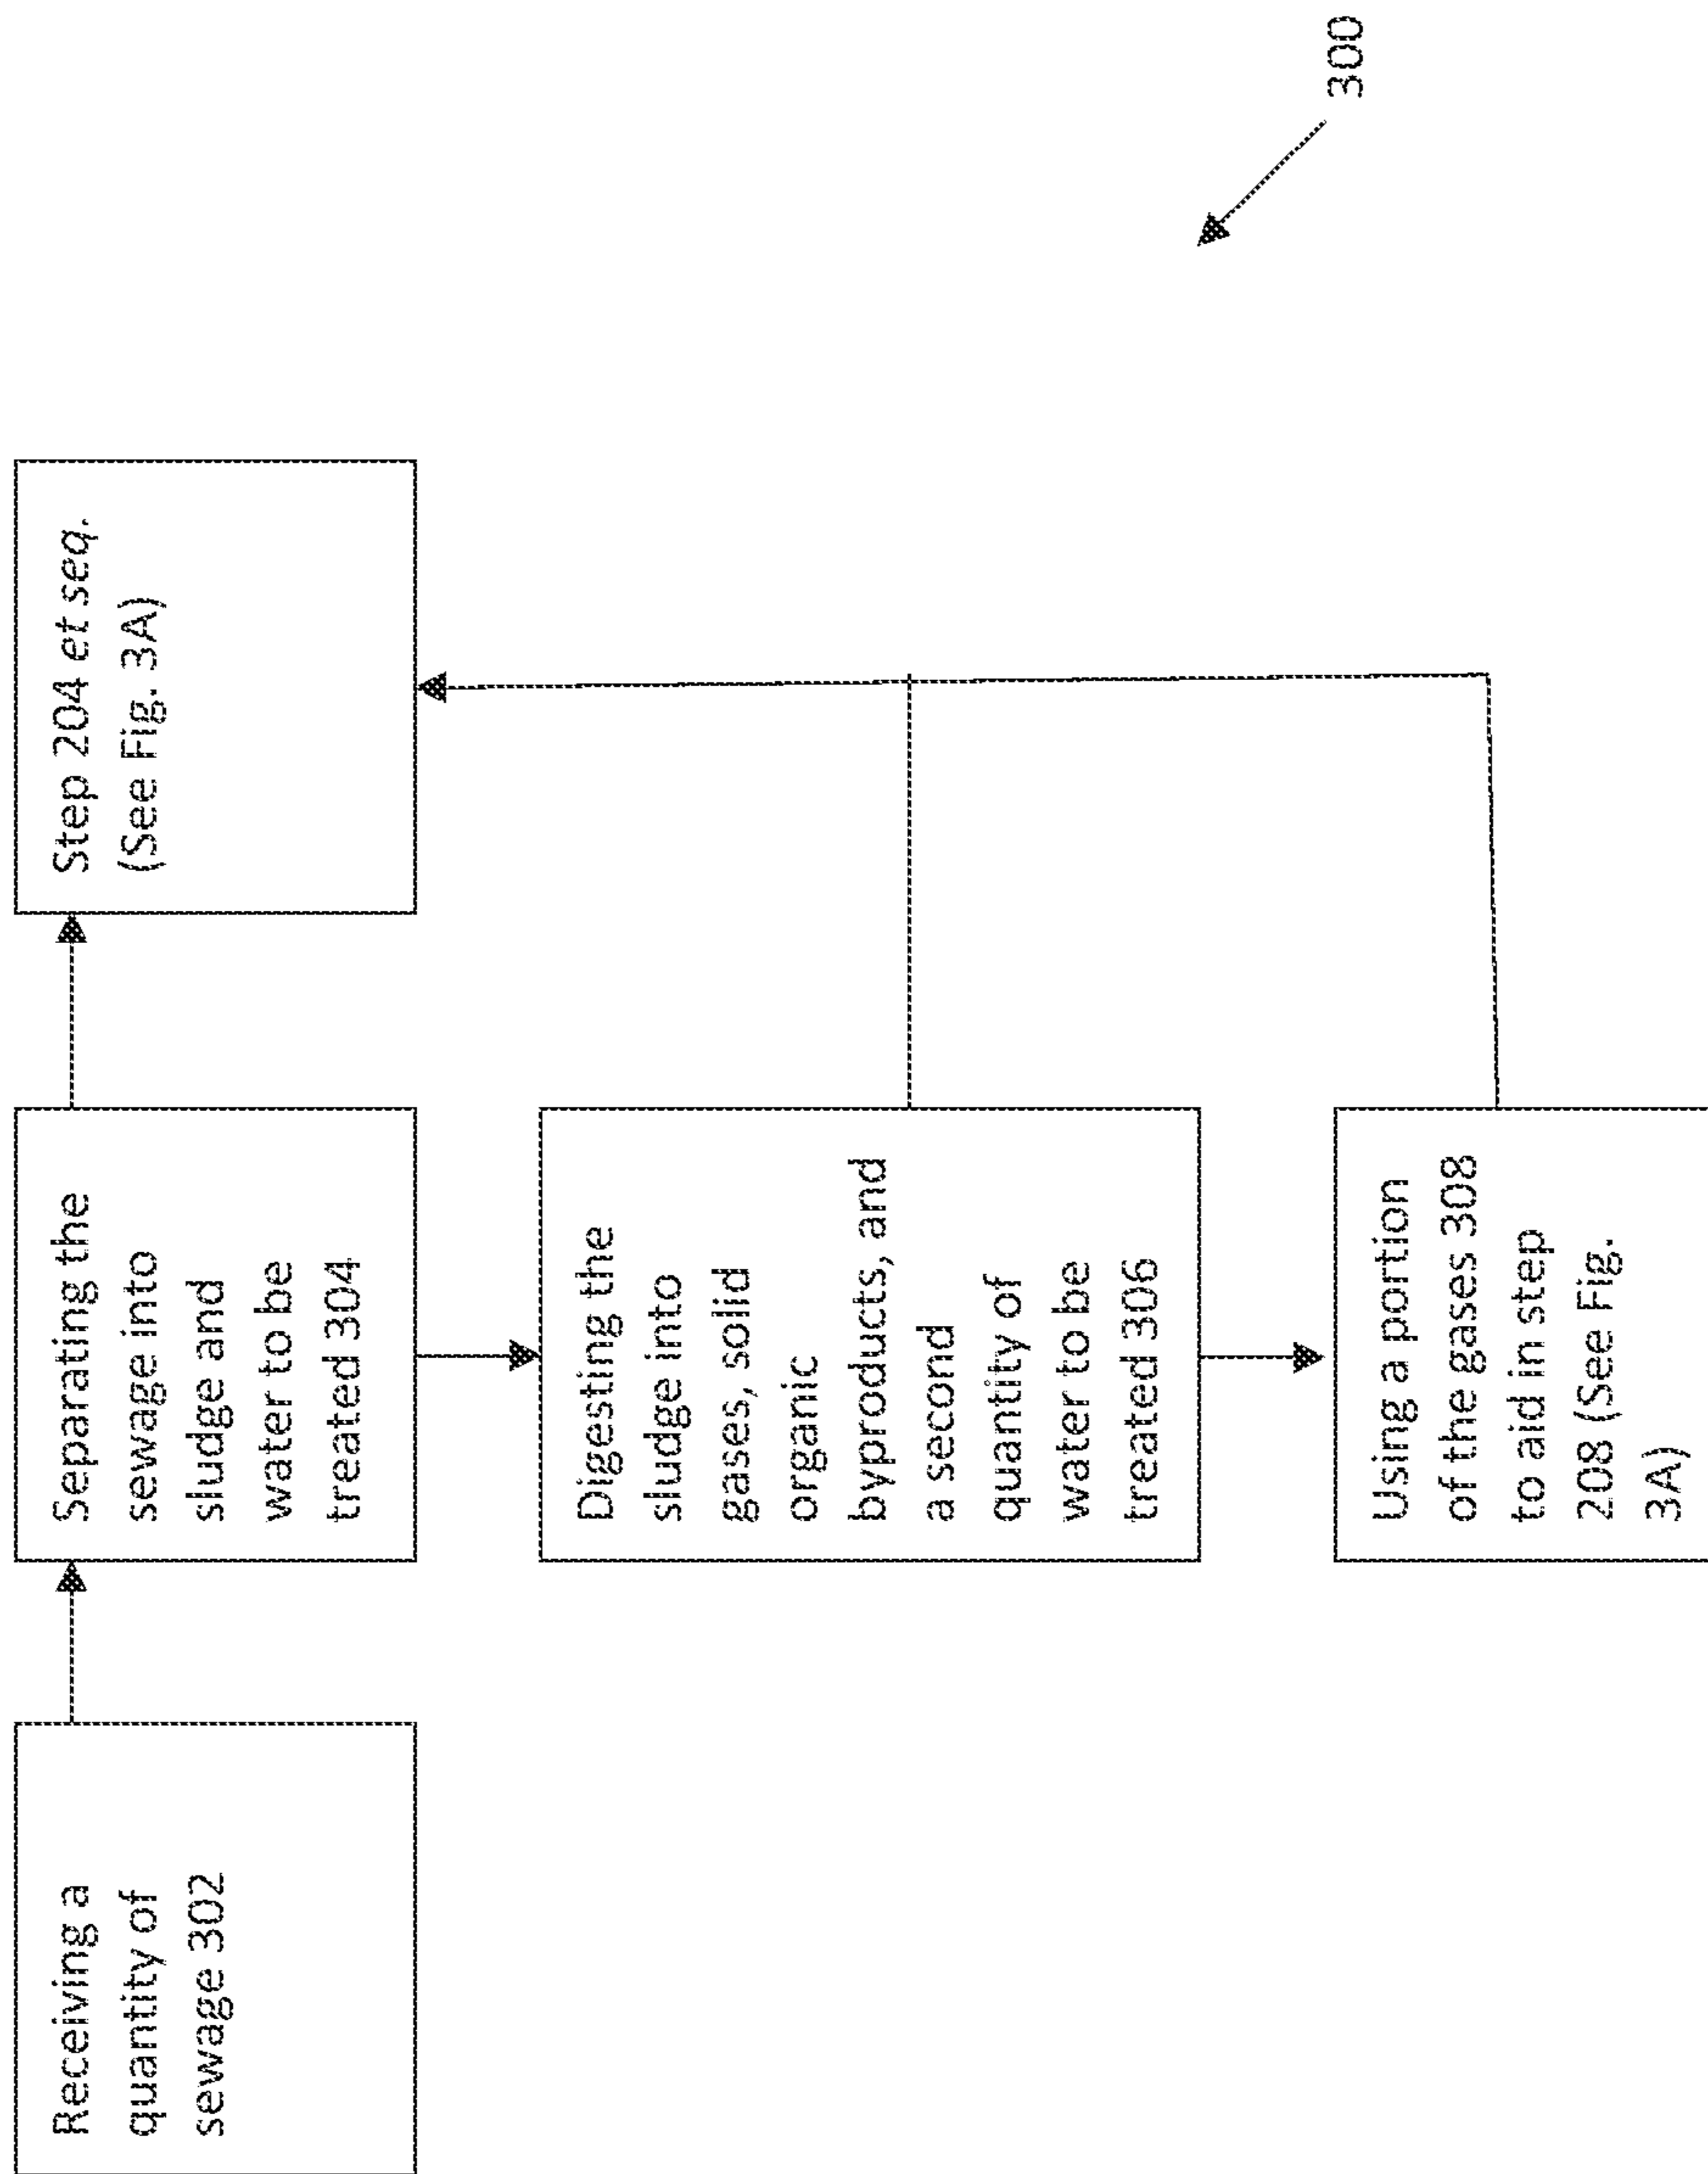 Receiving a
quantity of
sewage 302
Separating the
sewage into
sludge and
water to be
treated 304
Step 204 et seq.
(See Fig. 3A)
Digesting the
sludge into
gases, solid
organic
byproducts, and
a second
quantity of
water to be
treated 306
Using a portion
of the gases 308
to aid in step
208 (See Fig.
3A)
300